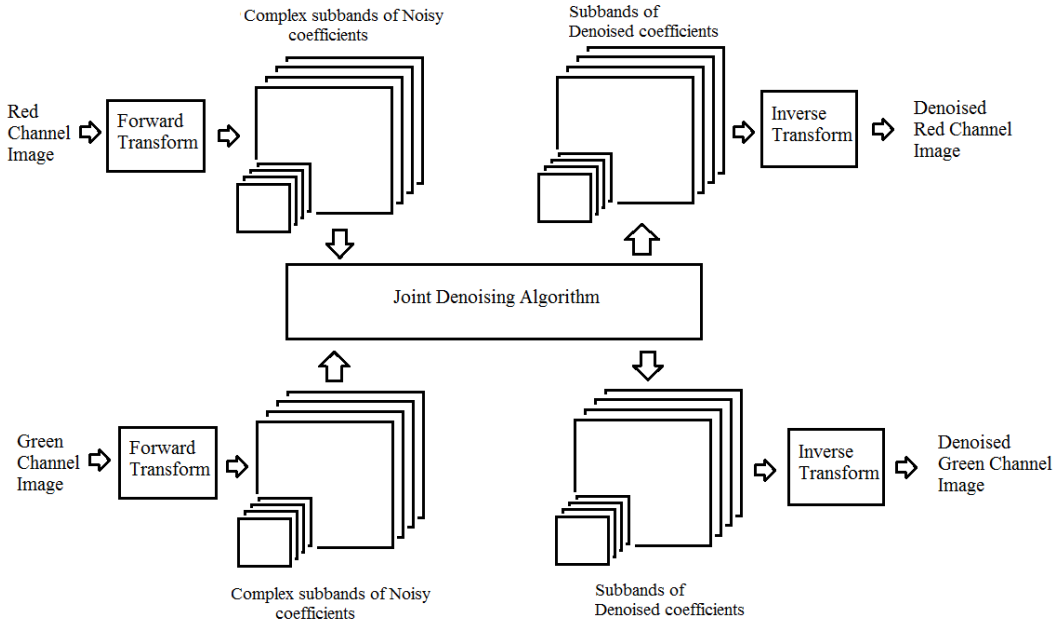 Complex subbands of Noisy
coefficients
Subbands of
Denoised coefficients
Red
Channel
Image
Forward
Transform
Inverse
Transform
Denoised
Red Channel
Image
Joint Denoising Algorithm
Green
Channel
Image
Forward
Transform
Inverse
Transform
Denoised
Green Channel
Image
Complex subbands of Noisy
coefficients
Subbands of
Denoised coefficients